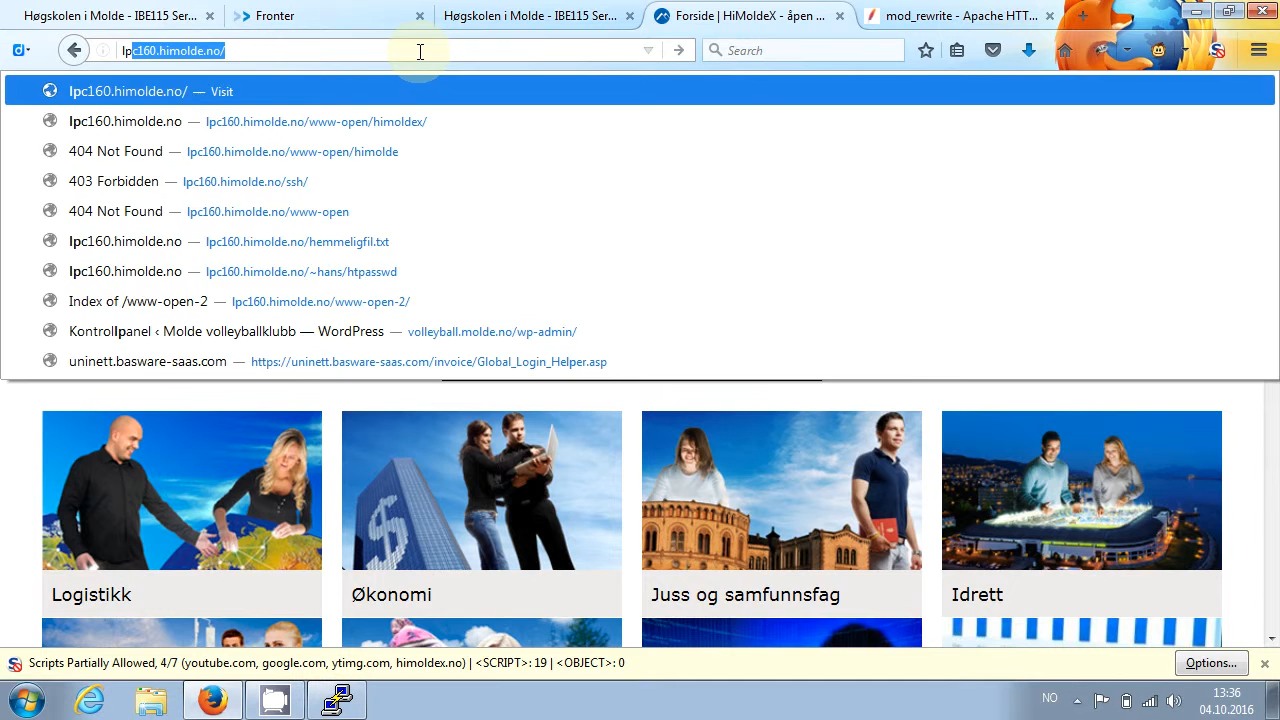 Høgskolen i Molde - IBE115 Ser... Fronter Høgskolen i Molde - IBE115 Ser... Forside | HiMoldeX - åpen ... mod_rewrite - Apache HTT...
lpc160.himolde.no/ Search
lpc160.himolde.no/ — Visit
lpc160.himolde.no — lpc160.himolde.no/www-open/himoldex/
404 Not Found — lpc160.himolde.no/www-open/himolde
403 Forbidden — lpc160.himolde.no/ssh/
404 Not Found — lpc160.himolde.no/www-open
lpc160.himolde.no — lpc160.himolde.no/hemmeligfil.txt
lpc160.himolde.no — lpc160.himolde.no/~hans/htpasswd
Index of /www-open-2 — lpc160.himolde.no/www-open-2/
Kontrollpanel ‹ Molde volleyballklubb — WordPress — volleyball.molde.no/wp-admin/
uninett.basware-saas.com — https://uninett.basware-saas.com/invoice/Global_Login_Helper.asp
Logistikk Økonomi Juss og samfunnsfag Idrett
Scripts Partially Allowed, 4/7 (youtube.com, google.com, ytimg.com, himoldex.no) | <SCRIPT>: 19 | <OBJECT>: 0 Options...
NO 13:36
04.10.2016